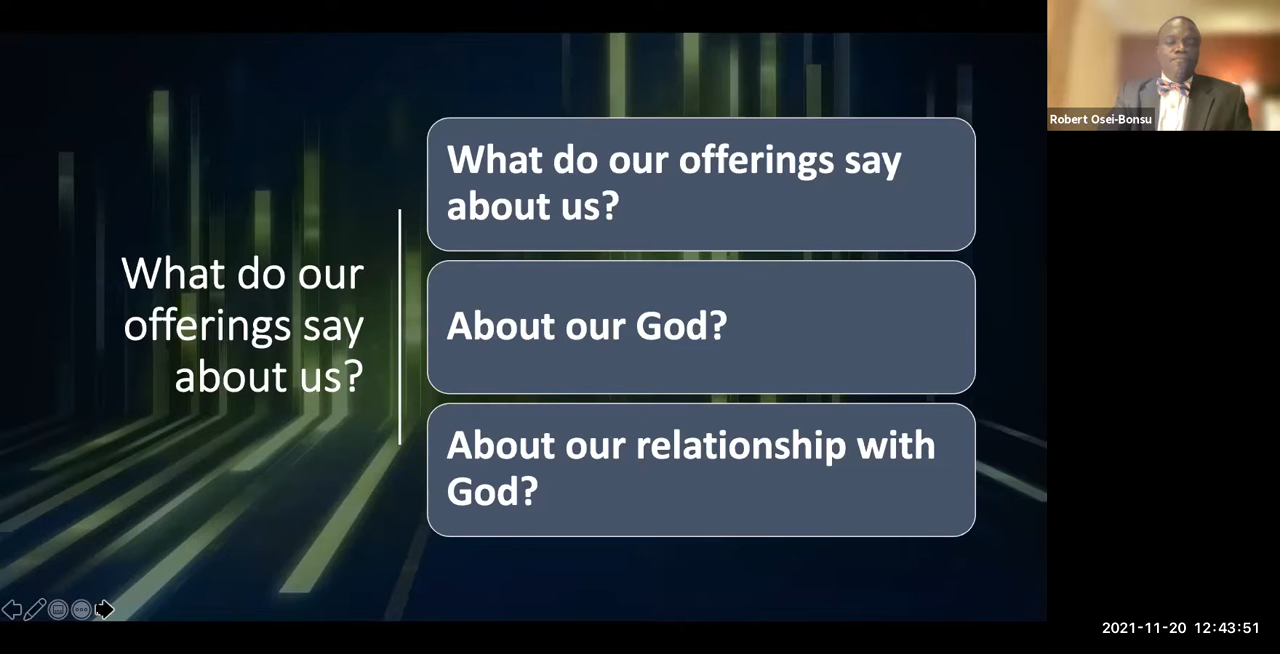 What do our
offerings say
about us?
What do our offerings say
about us?
About our God?
About our relationship with
God?
Robert Osei-Bonsu
2021-11-20 12:43:51